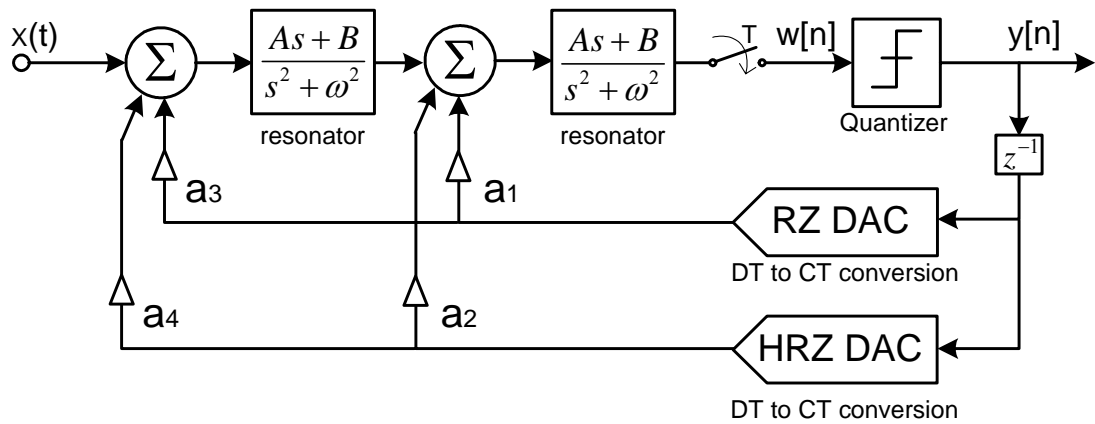 x(t)
Σ
As + B
s² + ω²
resonator
Σ
As + B
s² + ω²
resonator
T
w[n]
Quantizer
y[n]
z⁻¹
a3
a1
RZ DAC
DT to CT conversion
a4
a2
HRZ DAC
DT to CT conversion